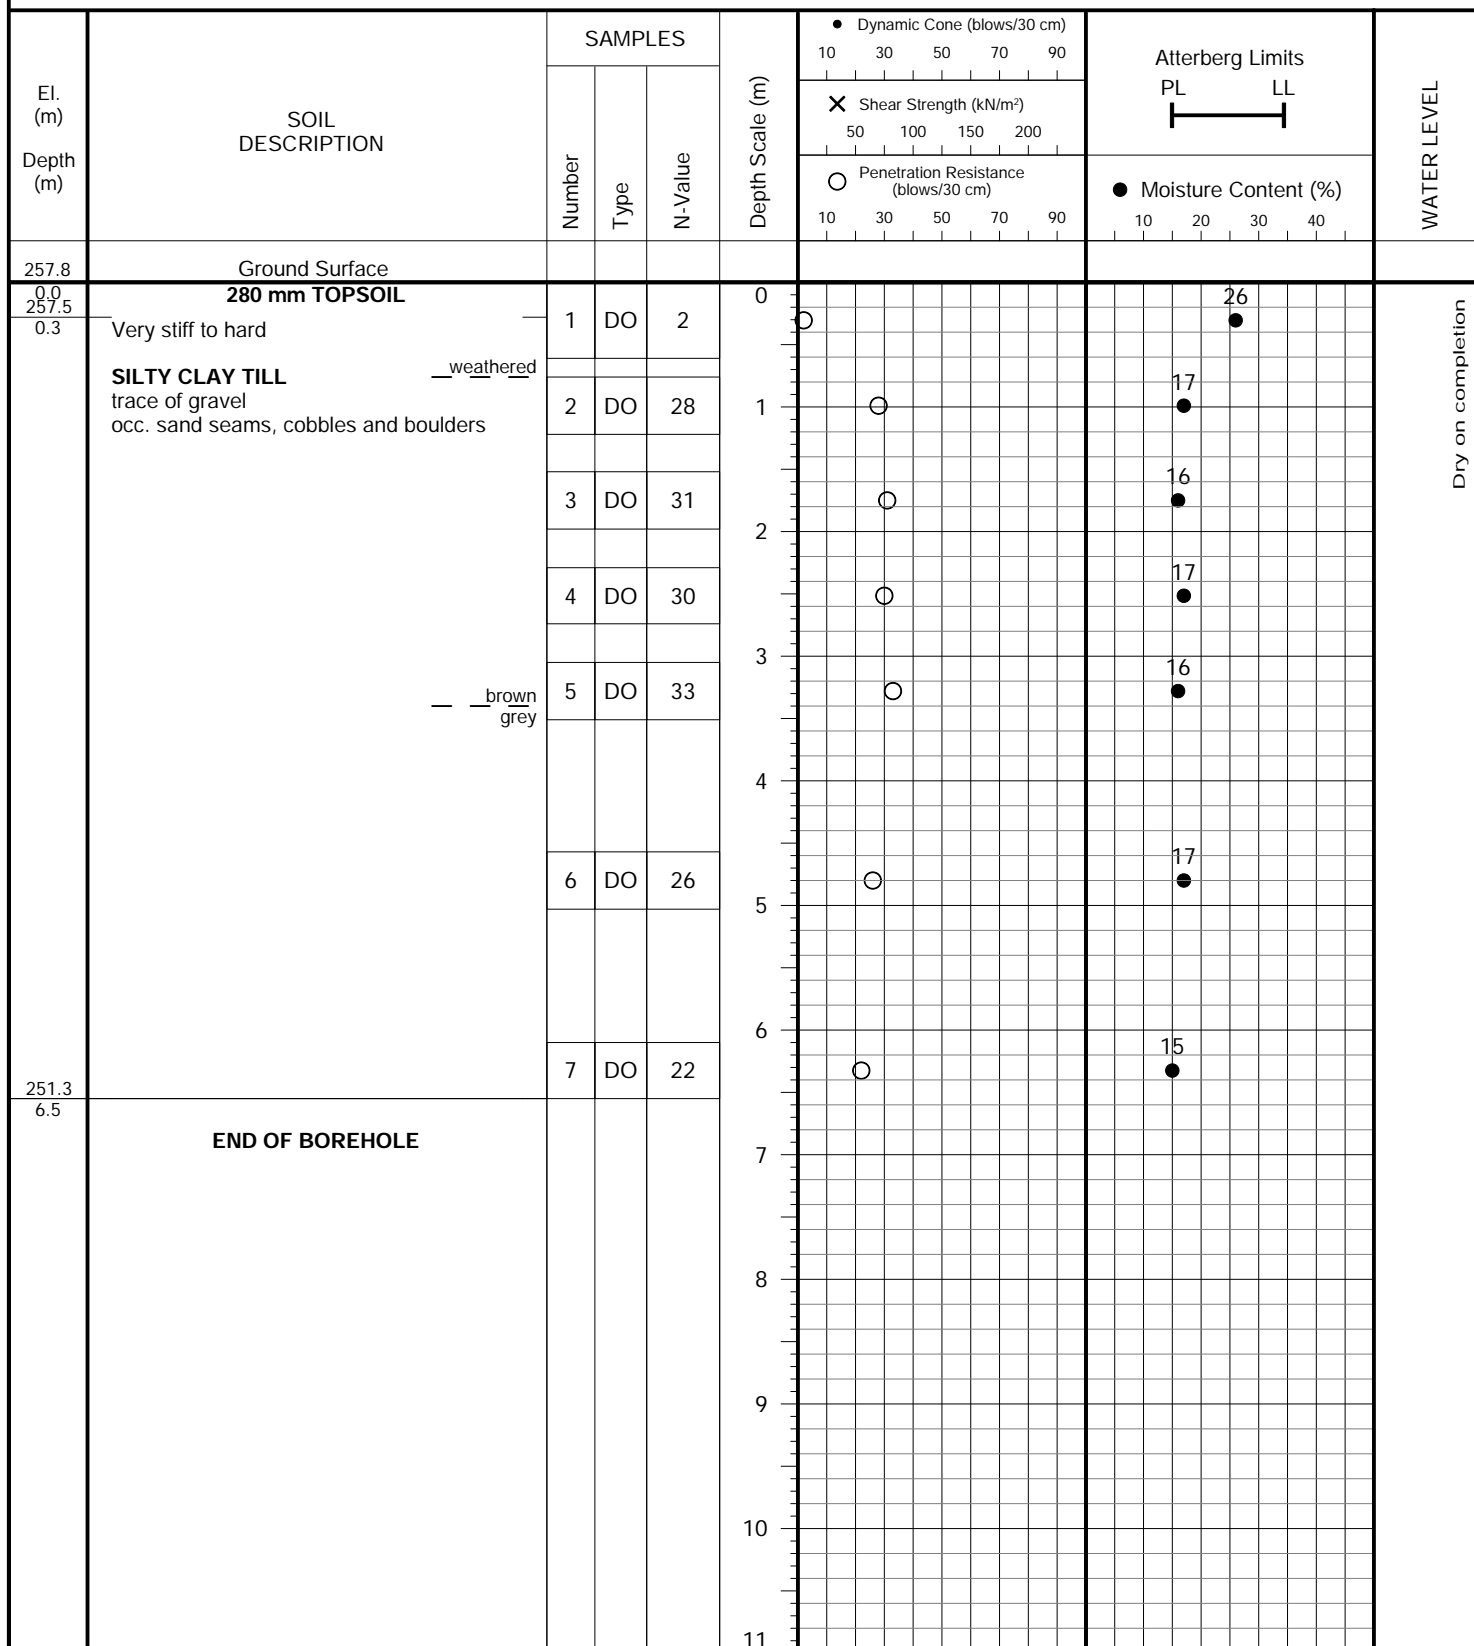 El.
(m)
Depth
(m)
SOIL
DESCRIPTION
SAMPLES
Number
Type
N-Value
Depth Scale (m)
Dynamic Cone (blows/30 cm)
10 30 50 70 90
Shear Strength (kN/m²)
50 100 150 200
Penetration Resistance
(blows/30 cm)
10 30 50 70 90
Atterberg Limits
PL LL
Moisture Content (%)
10 20 30 40
WATER LEVEL
257.8 Ground Surface
0.0 280 mm TOPSOIL 0
257.5
0.3 Very stiff to hard
1 DO 2 26
weathered
SILTY CLAY TILL
trace of gravel
occ. sand seams, cobbles and boulders
2 DO 28 1 17
3 DO 31 16
2
4 DO 30 17
3
brown
grey
5 DO 33 16
4
6 DO 26 17
5
6
7 DO 22 15
251.3
6.5
END OF BOREHOLE
7
8
9
10
11
Dry on completion